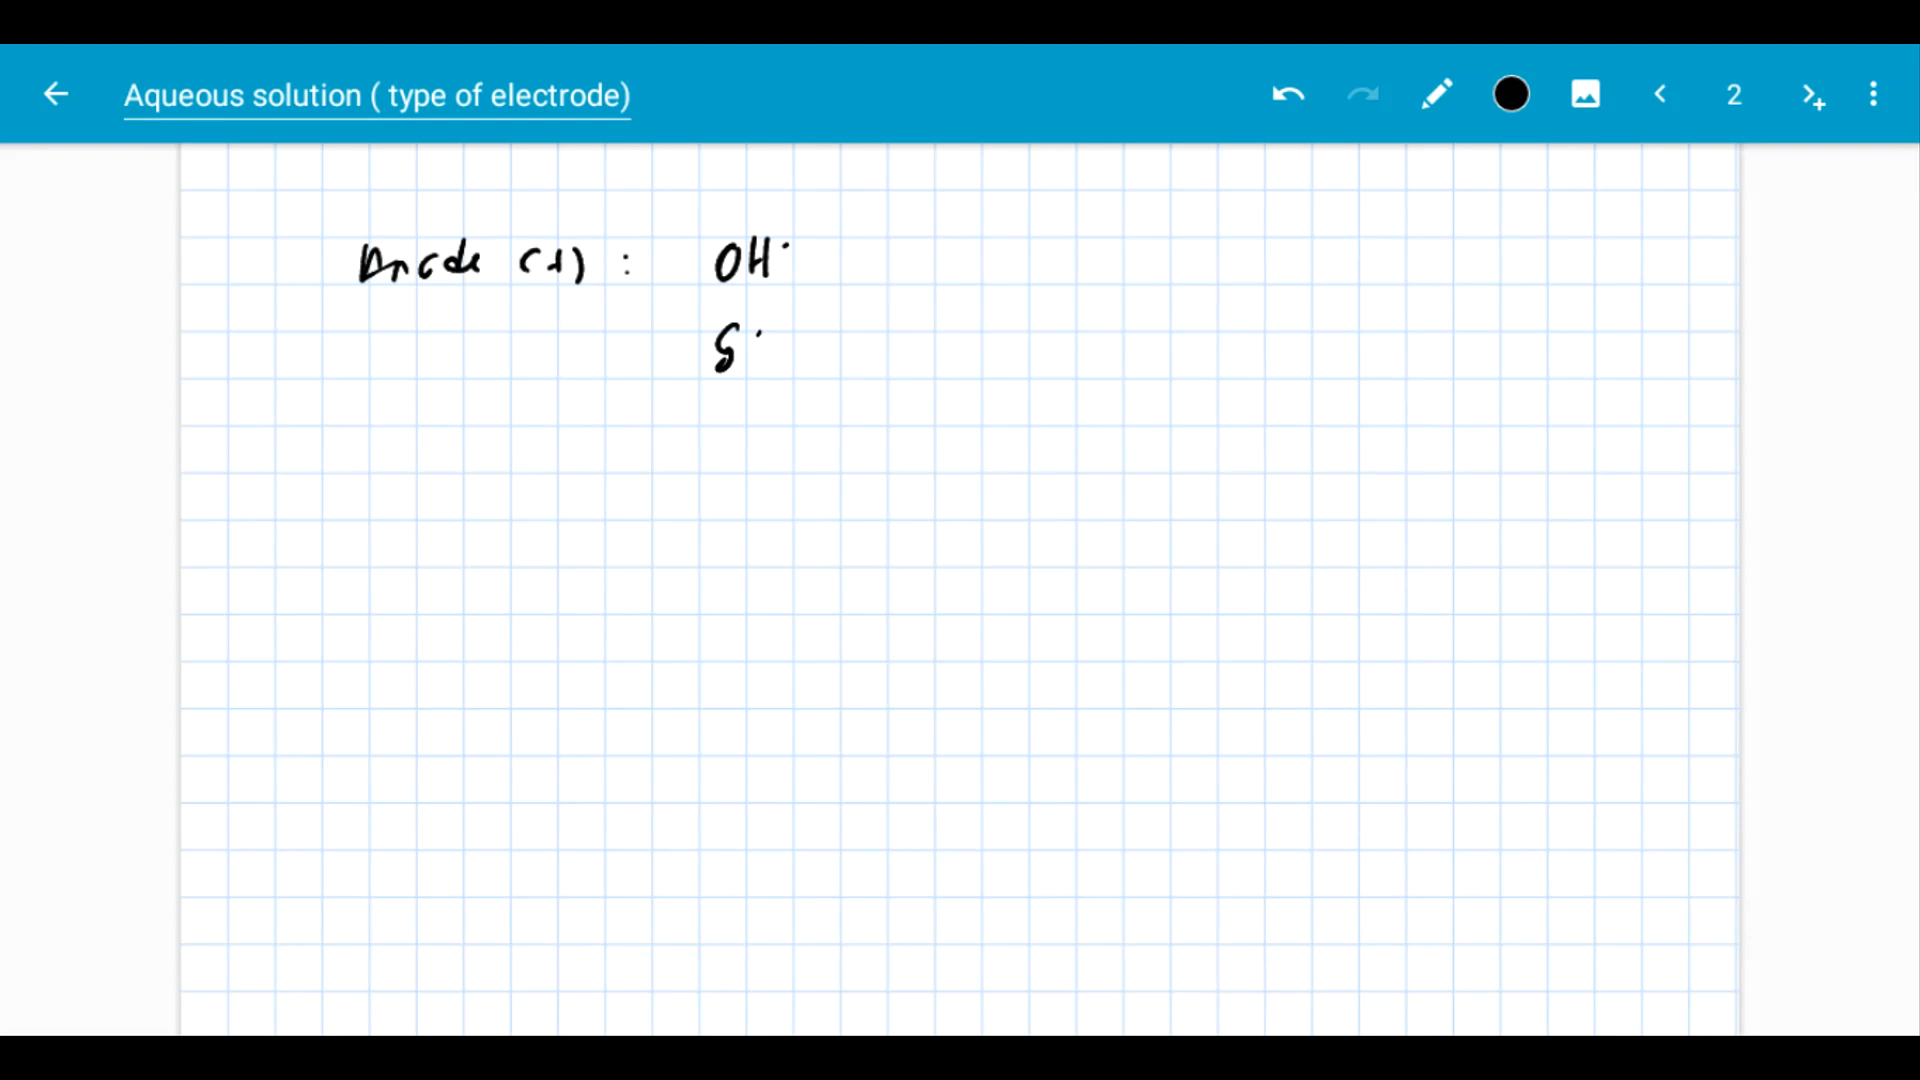 Aqueous solution ( type of electrode)
2
Anode (+) : OH-
S